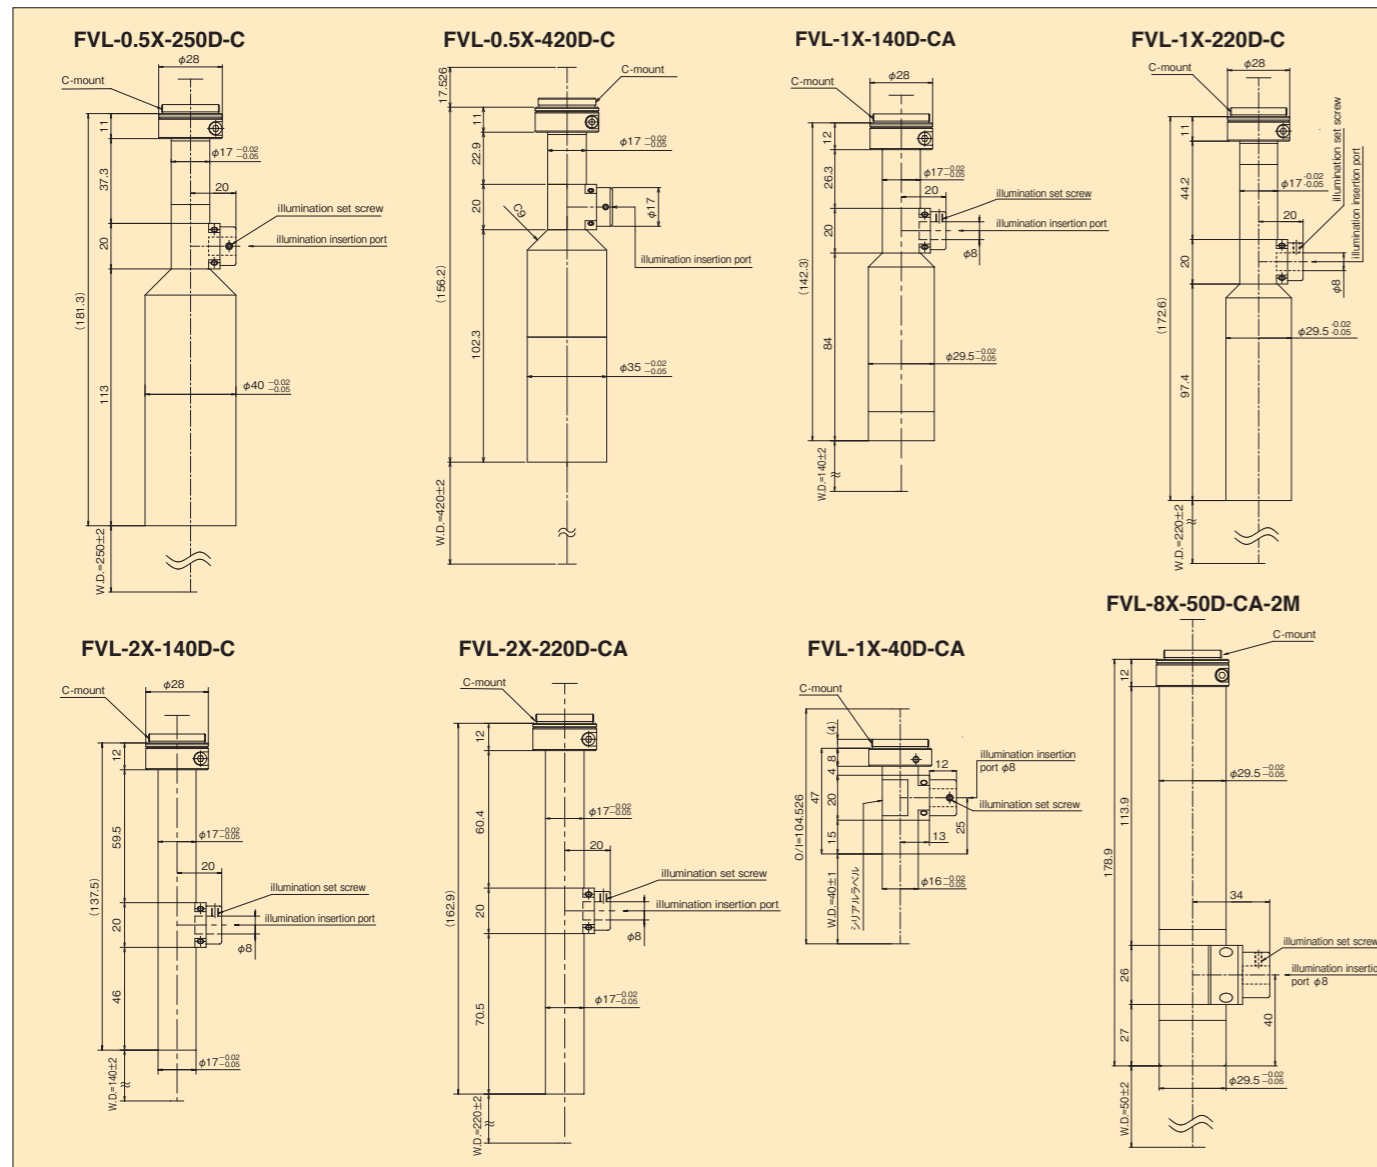 FVL-0.5X-250D-C
φ28
C-mount
11
37.3
20
113
(181.3)
φ17 -0.02 -0.05
20
illumination set screw
illumination insertion port
φ40 -0.02 -0.05
W.D.=250±2
FVL-0.5X-420D-C
17.526
C-mount
11
22.9
20
102.3
(156.2)
φ17 -0.02 -0.05
φ17
C9
illumination insertion port
φ35 -0.02 -0.05
W.D.=420±2
FVL-1X-140D-CA
φ28
C-mount
12
26.3
20
84
(142.3)
φ17 -0.02 -0.05
20
illumination set screw
illumination insertion port
φ8
φ29.5 -0.02 -0.05
W.D.=140±2
FVL-1X-220D-C
φ28
C-mount
11
44.2
20
97.4
(172.6)
φ17 -0.02 -0.05
20
illumination set screw
illumination insertion port
φ8
φ29.5 -0.02 -0.05
W.D.=220±2
FVL-2X-140D-C
φ28
C-mount
12
59.5
20
46
(137.5)
φ17 -0.02 -0.05
20
illumination set screw
illumination insertion port
φ8
φ17 -0.02 -0.05
W.D.=140±2
FVL-2X-220D-CA
C-mount
12
60.4
20
70.5
(162.9)
φ17 -0.02 -0.05
20
illumination set screw
illumination insertion port
φ8
φ17 -0.02 -0.05
W.D.=220±2
FVL-1X-40D-CA
C-mount
(4)
8
4
20
15
47
O/I=104.526
12
illumination insertion
port φ8
illumination set screw
25
13
φ16 -0.02 -0.05
シリアルラベル
W.D.=40±1
FVL-8X-50D-CA-2M
C-mount
12
113.9
26
27
178.9
φ29.5 -0.02 -0.05
34
illumination set screw
illumination insertio
port φ8
40
φ29.5 -0.02 -0.05
W.D.=50±2